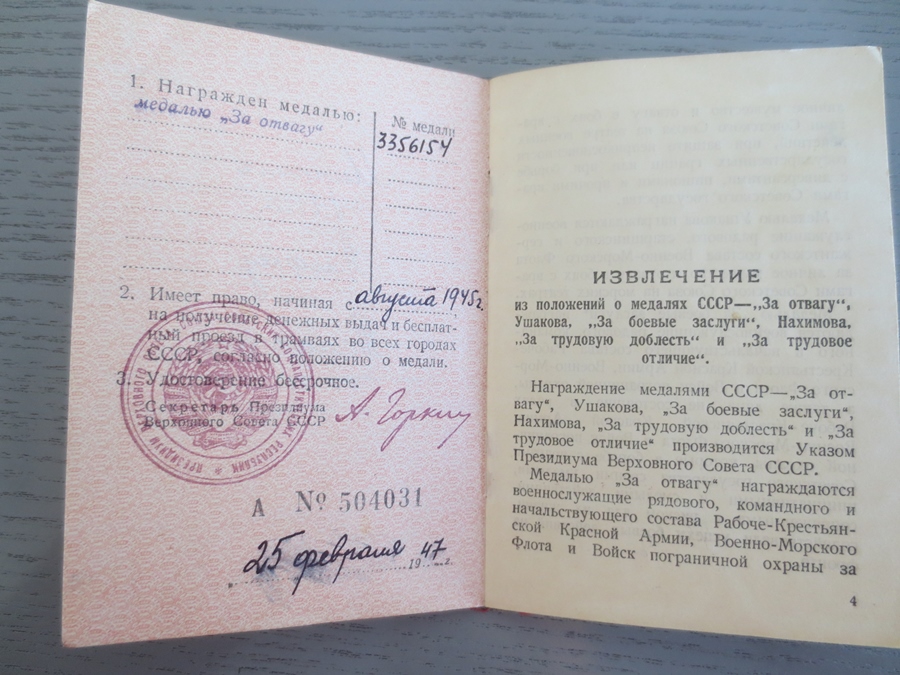 1. Награжден медалью:
медалью „За отвагу“
№ медали
3356154
2. Имеет право, начиная с августа 1945г.
на получение денежных выдач и бесплат-
ный проезд в трамваях во всех городах
СССР, согласно положению о медали.
3. Удостоверение бессрочное.
Секретарь Президиума
Верховного Совета СССР
А. Горкин
А № 504031
25 февраля 1947 г.
ИЗВЛЕЧЕНИЕ
из положений о медалях СССР—„За отвагу“,
Ушакова, „За боевые заслуги“, Нахимова,
„За трудовую доблесть» и „За трудовое
отличие“.
Награждение медалями СССР—„За от-
вагу“, Ушакова, „За боевые заслуги“,
Нахимова, „За трудовую доблесть» и „За
трудовое отличие“ производится Указом
Президиума Верховного Совета СССР.
Медалью „За отвагу“ награждаются
военнослужащие рядового, командного и
начальствующего состава Рабоче-Крестьян-
ской Красной Армии, Военно-Морского
Флота и Войск пограничной охраны за
4